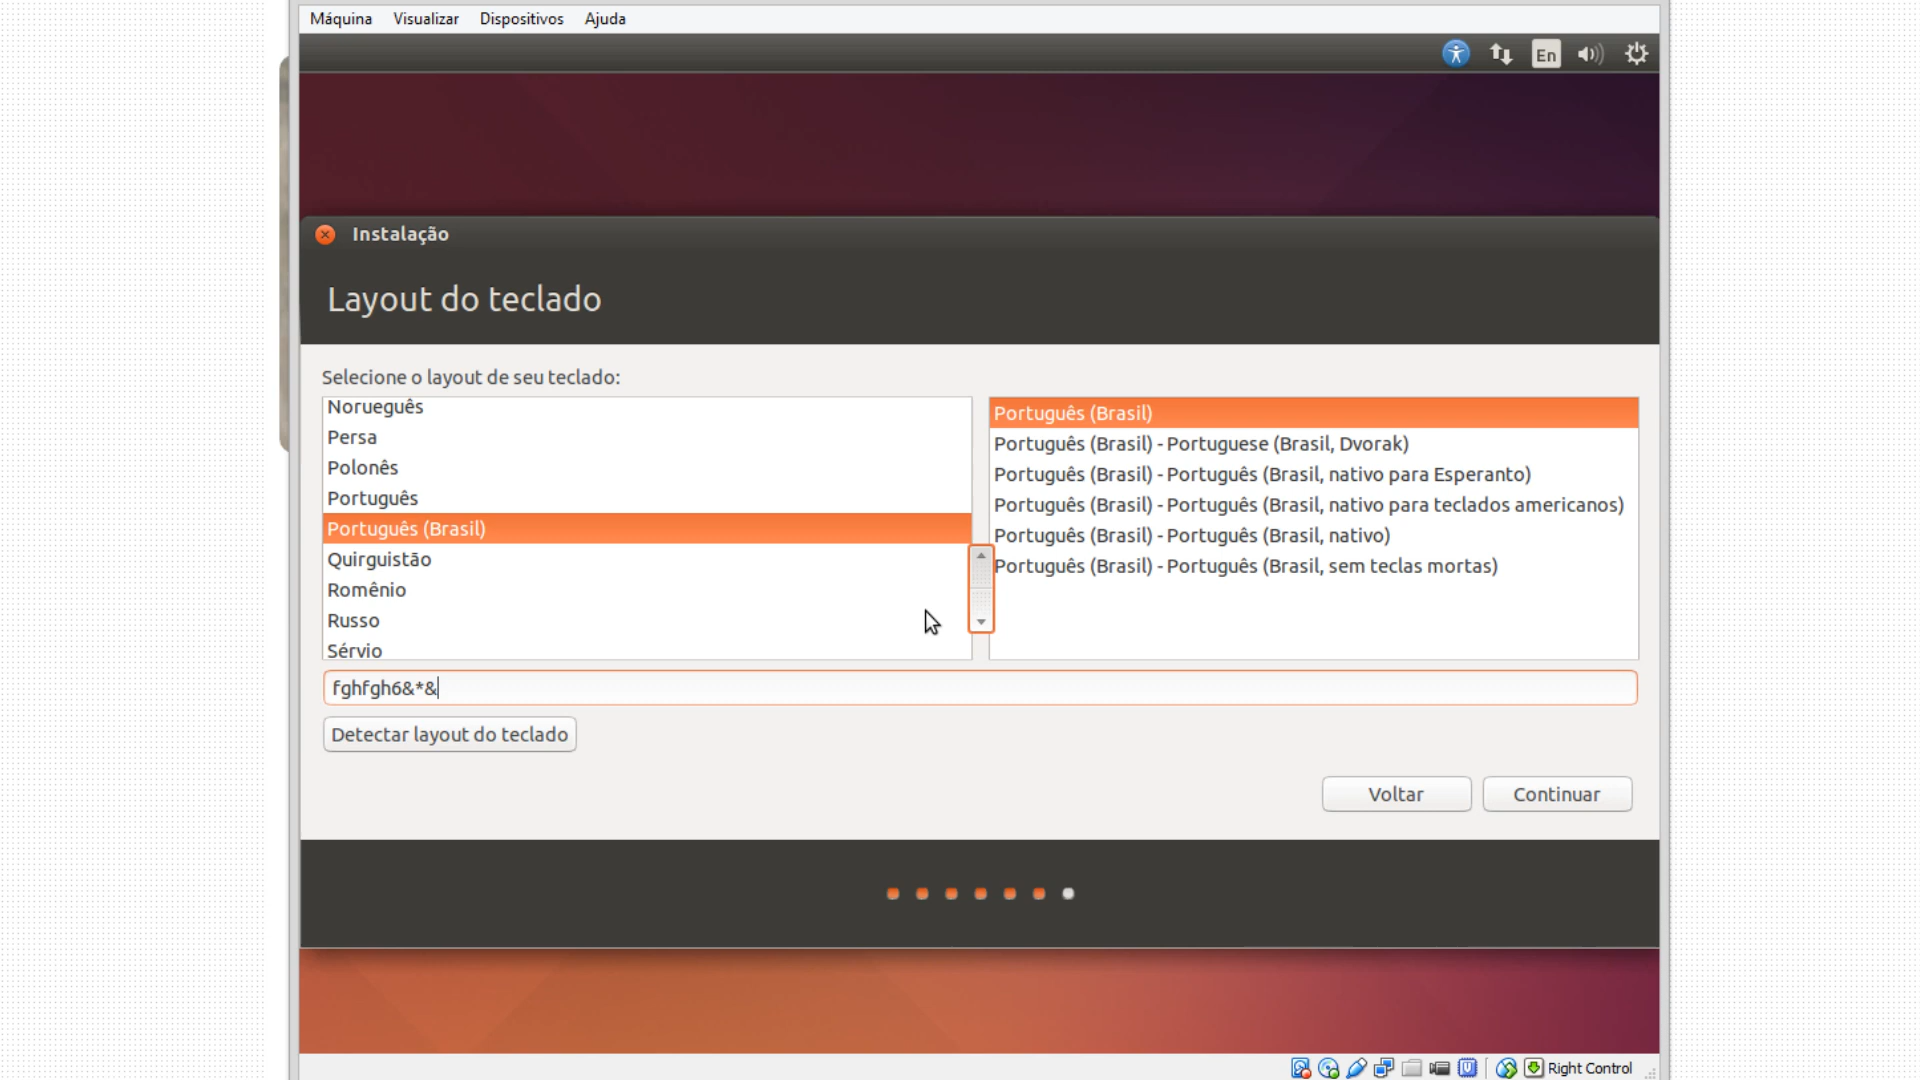 Máquina Visualizar Dispositivos Ajuda
En
Instalação
Layout do teclado
Selecione o layout de seu teclado:
Norueguês
Persa
Polonês
Português
Português (Brasil)
Quirguistão
Romênio
Russo
Sérvio
Português (Brasil)
Português (Brasil) - Portuguese (Brasil, Dvorak)
Português (Brasil) - Português (Brasil, nativo para Esperanto)
Português (Brasil) - Português (Brasil, nativo para teclados americanos)
Português (Brasil) - Português (Brasil, nativo)
Português (Brasil) - Português (Brasil, sem teclas mortas)
fghfgh6&*&
Detectar layout do teclado
Voltar Continuar
Right Control